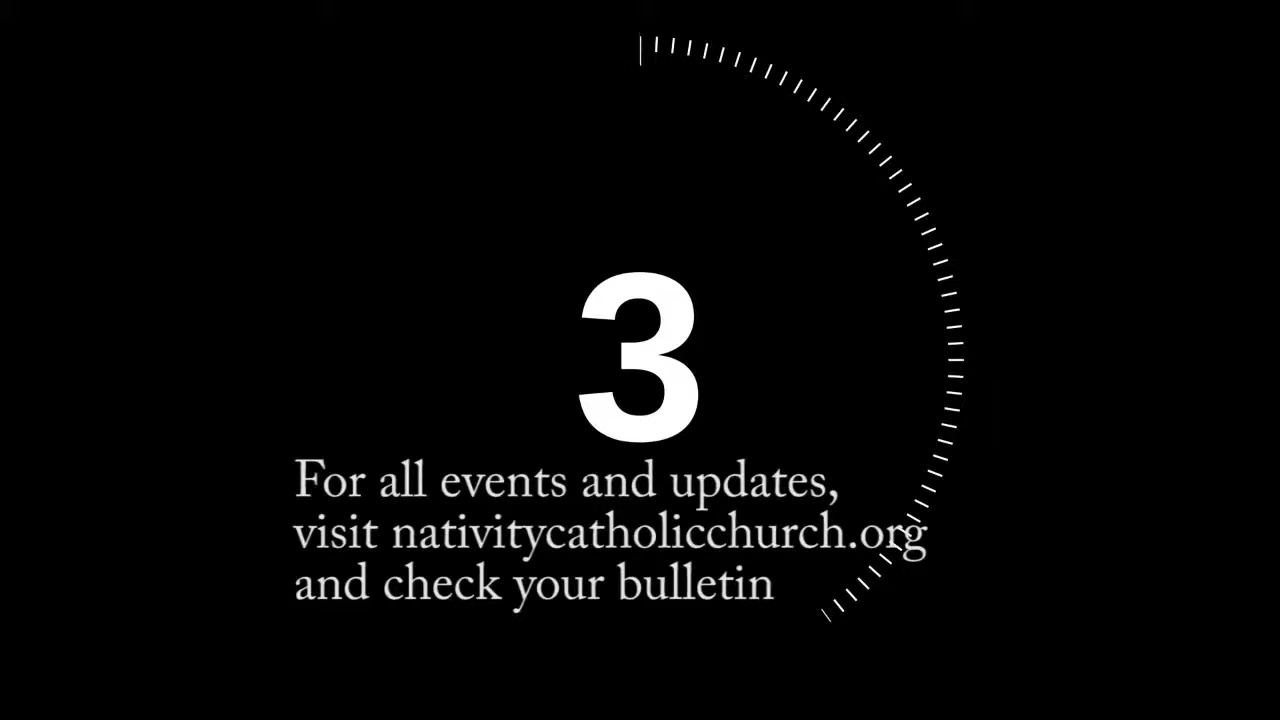 3
For all events and updates,
visit nativitycatholicchurch.org
and check your bulletin